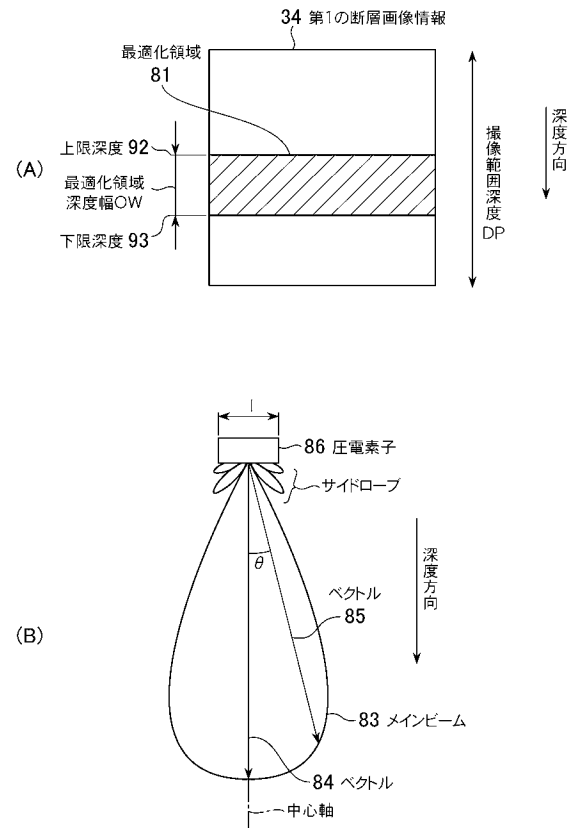 34 第1の断層画像情報
最適化領域
81
上限深度 92
最適化領域
深度幅OW
下限深度 93
撮像範囲深度
DP
深度方向
(A)
l
86 圧電素子
サイドローブ
θ
ベクトル
85
深度方向
(B)
83 メインビーム
84 ベクトル
中心軸